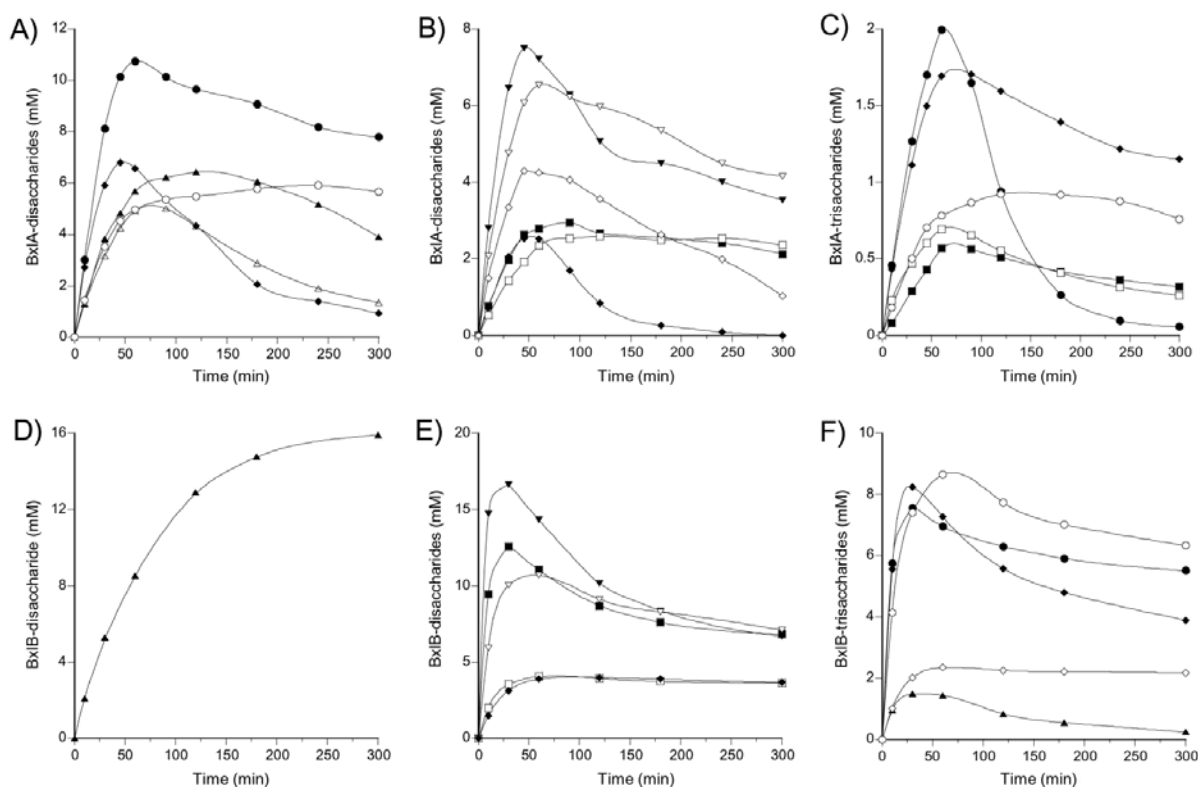 A)
12
10
8
6
4
2
0
BxlA-disaccharides (mM)
0 50 100 150 200 250 300
Time (min)
B)
8
6
4
2
0
BxlA-disaccharides (mM)
0 50 100 150 200 250 300
Time (min)
C)
2
1.5
1
0.5
0
BxlA-trisaccharides (mM)
0 50 100 150 200 250 300
Time (min)
D)
16
12
8
4
0
BxlB-disaccharide (mM)
0 50 100 150 200 250 300
Time (min)
E)
20
15
10
5
0
BxlB-disaccharides (mM)
0 50 100 150 200 250 300
Time (min)
F)
10
8
6
4
2
0
BxlB-trisaccharides (mM)
0 50 100 150 200 250 300
Time (min)